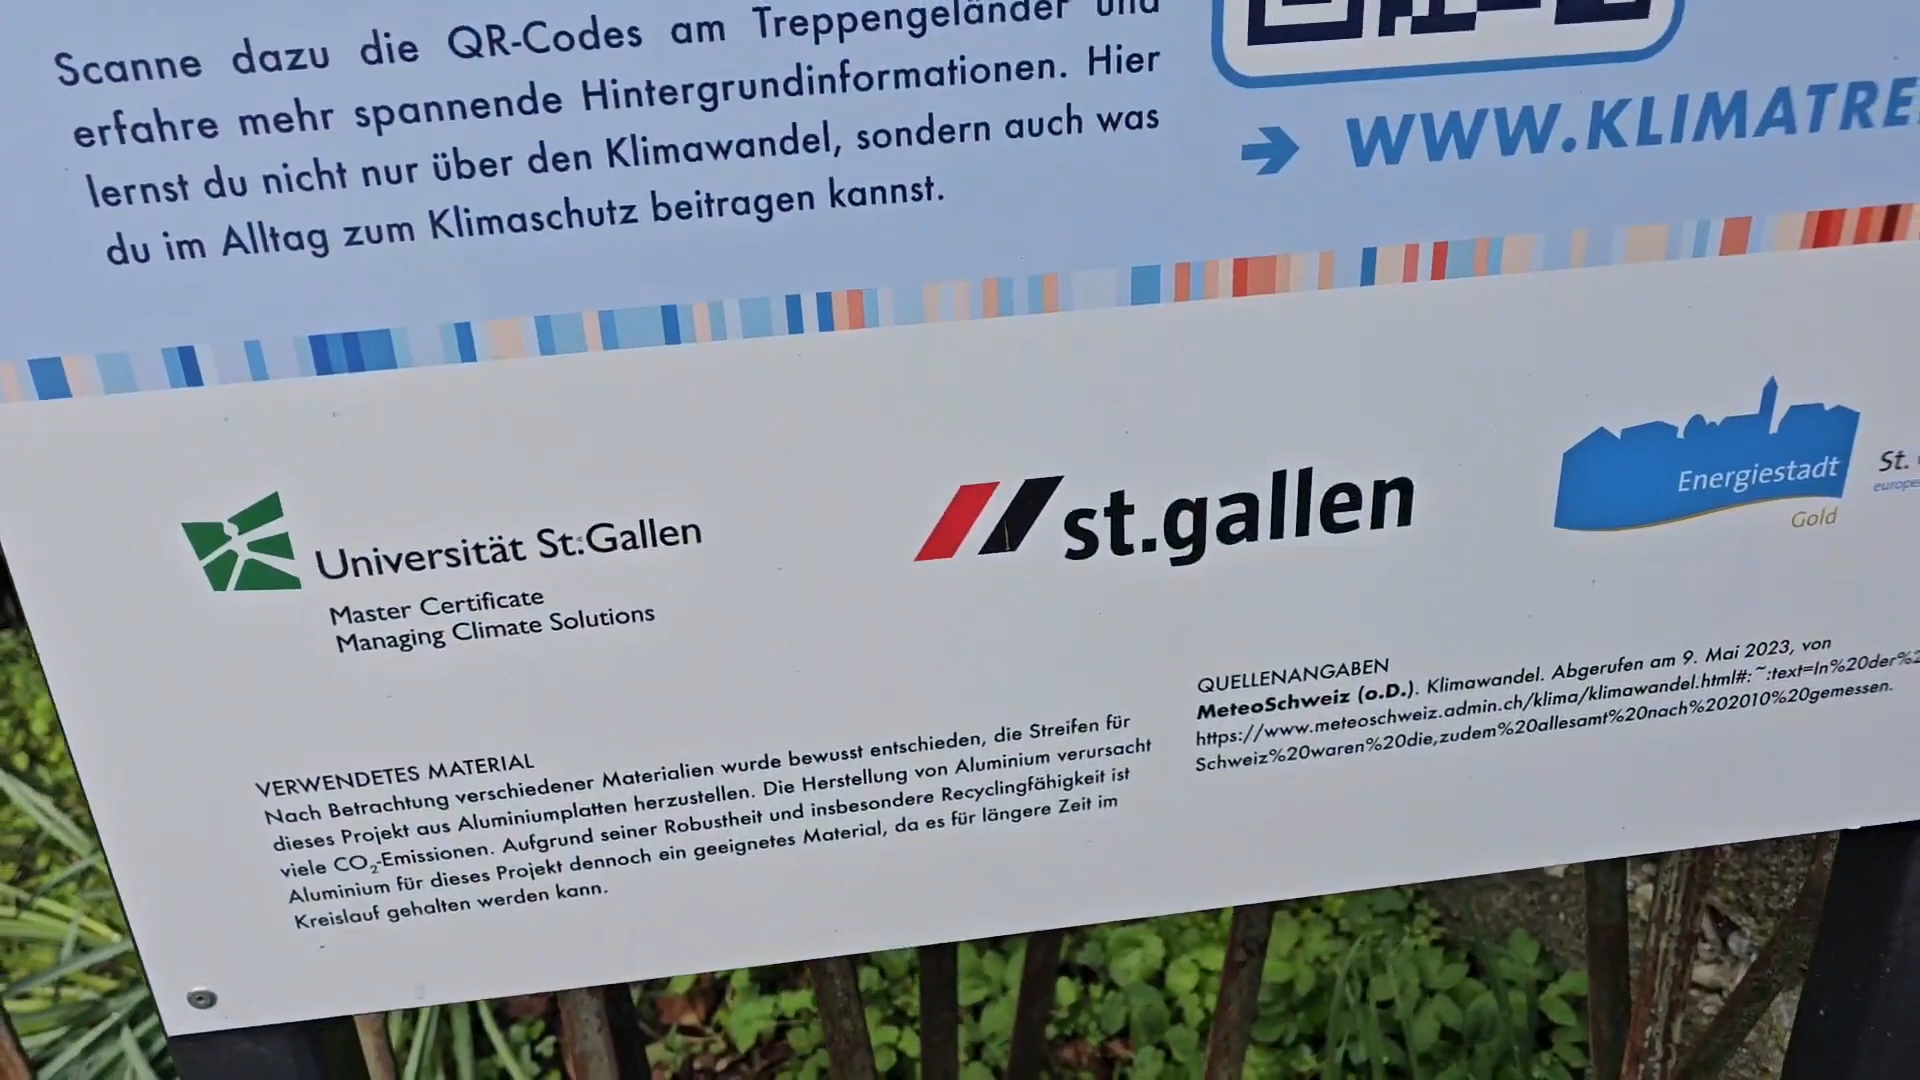 Scanne dazu die QR-Codes am Treppengeländer und
erfahre mehr spannende Hintergrundinformationen. Hier
lernst du nicht nur über den Klimawandel, sondern auch was
du im Alltag zum Klimaschutz beitragen kannst.
WWW.KLIMATRE
Universität St.Gallen
Master Certificate
Managing Climate Solutions
st.gallen
Energiestadt
Gold
St.
europe
VERWENDETES MATERIAL
Nach Betrachtung verschiedener Materialien wurde bewusst entschieden, die Streifen für
dieses Projekt aus Aluminiumplatten herzustellen. Die Herstellung von Aluminium verursacht
viele CO₂-Emissionen. Aufgrund seiner Robustheit und insbesondere Recyclingfähigkeit ist
Aluminium für dieses Projekt dennoch ein geeignetes Material, da es für längere Zeit im
Kreislauf gehalten werden kann.
QUELLENANGABEN
MeteoSchweiz (o.D.). Klimawandel. Abgerufen am 9. Mai 2023, von
https://www.meteoschweiz.admin.ch/klima/klimawandel.html#:~:text=In%20der%2
Schweiz%20waren%20die,zudem%20allesamt%20nach%202010%20gemessen.